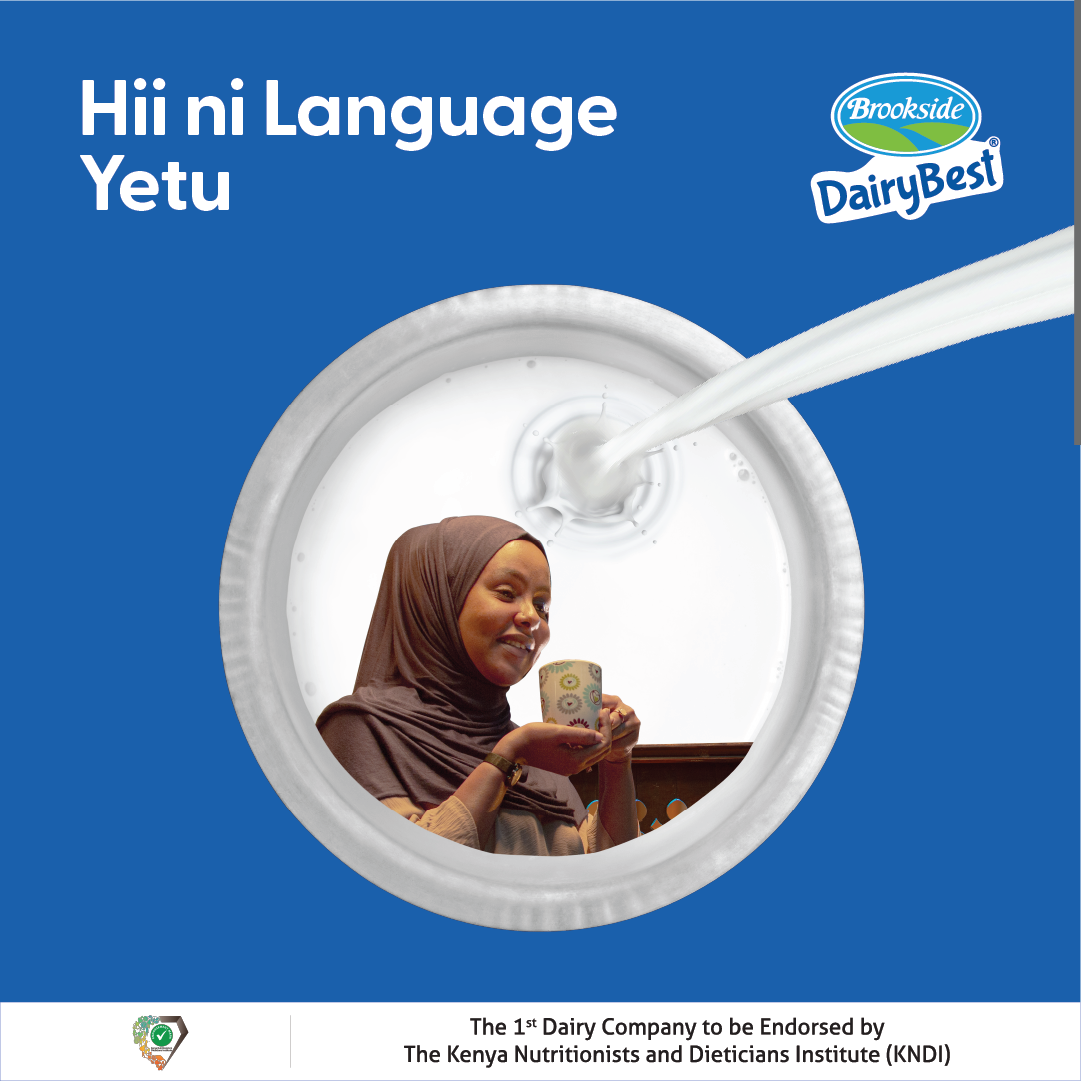 Hii ni Language
Yetu
Brookside
DairyBest®
The 1st Dairy Company to be Endorsed by
The Kenya Nutritionists and Dieticians Institute (KNDI)